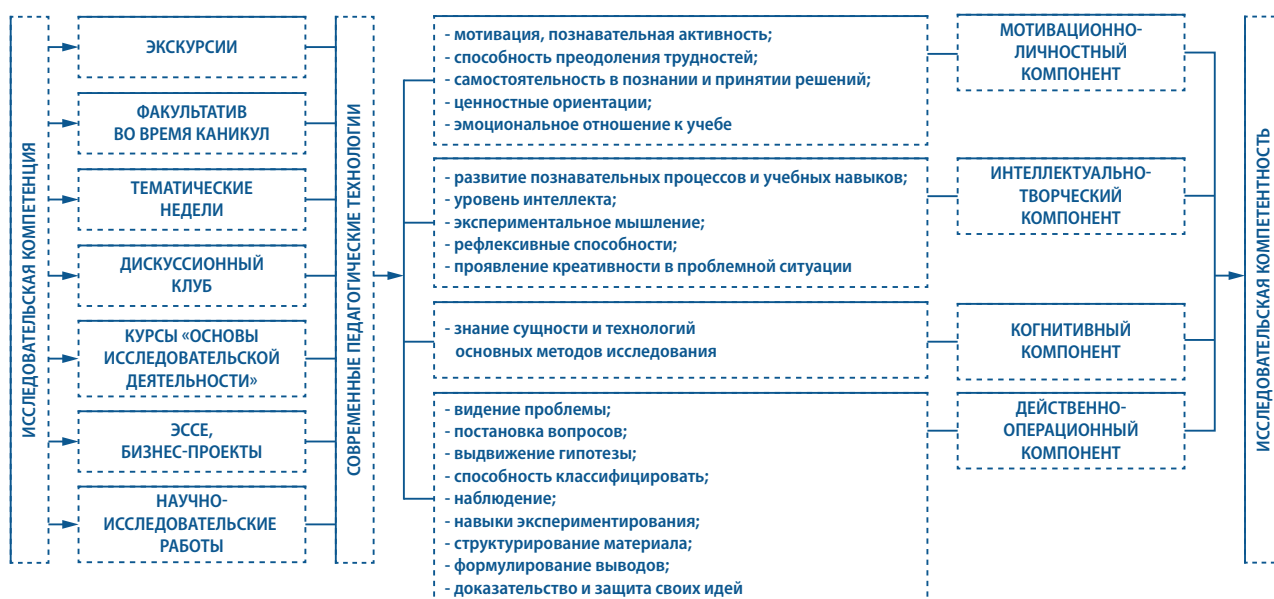 ИССЛЕДОВАТЕЛЬСКАЯ КОМПЕТЕНЦИЯ
ЭКСКУРСИИ
ФАКУЛЬТАТИВ
ВО ВРЕМЯ КАНИКУЛ
ТЕМАТИЧЕСКИЕ
НЕДЕЛИ
ДИСКУССИОННЫЙ
КЛУБ
КУРСЫ «ОСНОВЫ
ИССЛЕДОВАТЕЛЬСКОЙ
ДЕЯТЕЛЬНОСТИ»
ЭССЕ,
БИЗНЕС-ПРОЕКТЫ
НАУЧНО-
ИССЛЕДОВАТЕЛЬСКИЕ
РАБОТЫ
СОВРЕМЕННЫЕ ПЕДАГОГИЧЕСКИЕ ТЕХНОЛОГИИ
- мотивация, познавательная активность;
- способность преодоления трудностей;
- самостоятельность в познании и принятии решений;
- ценностные ориентации;
- эмоциональное отношение к учебе
- развитие познавательных процессов и учебных навыков;
- уровень интеллекта;
- экспериментальное мышление;
- рефлексивные способности;
- проявление креативности в проблемной ситуации
- знание сущности и технологий
основных методов исследования
- видение проблемы;
- постановка вопросов;
- выдвижение гипотезы;
- способность классифицировать;
- наблюдение;
- навыки экспериментирования;
- структурирование материала;
- формулирование выводов;
- доказательство и защита своих идей
МОТИВАЦИОННО-
ЛИЧНОСТНЫЙ
КОМПОНЕНТ
ИНТЕЛЛЕКТУАЛЬНО-
ТВОРЧЕСКИЙ
КОМПОНЕНТ
КОГНИТИВНЫЙ
КОМПОНЕНТ
ДЕЙСТВЕННО-
ОПЕРАЦИОННЫЙ
КОМПОНЕНТ
ИССЛЕДОВАТЕЛЬСКАЯ КОМПЕТЕНТНОСТЬ